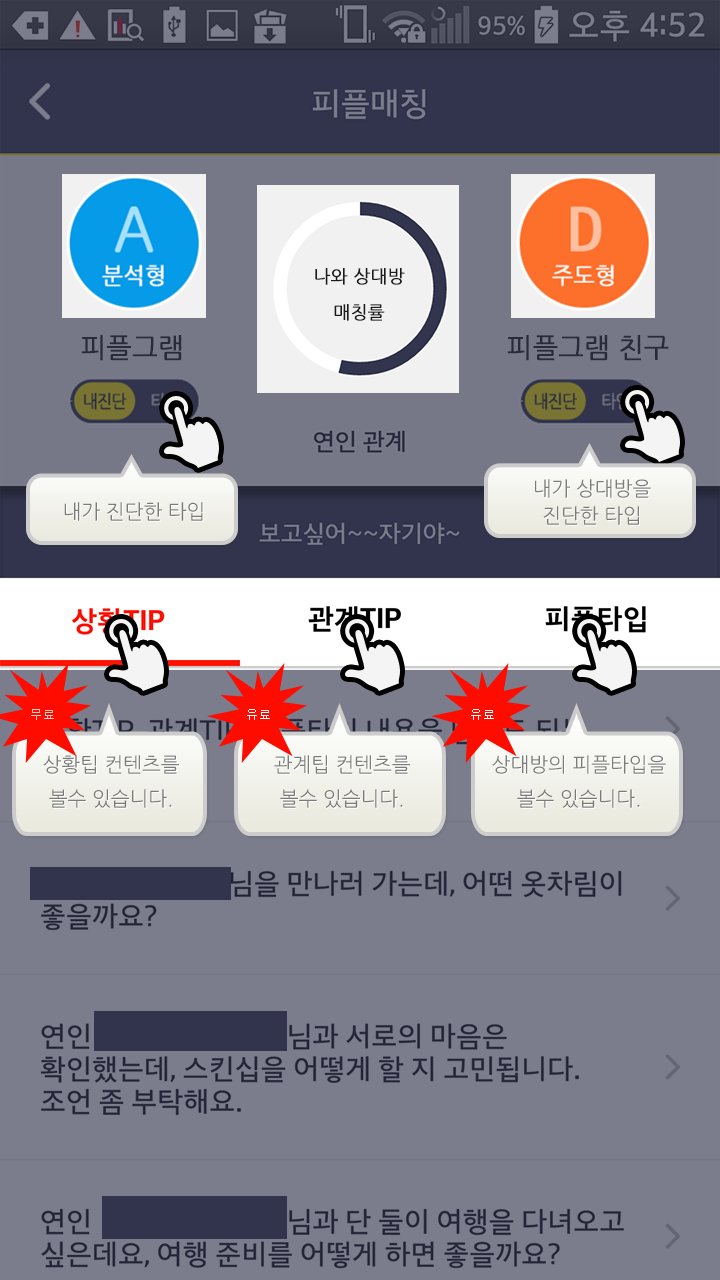 95% 오후 4:52
피플매칭
A
분석형
나와 상대방
매칭률
D
주도형
피플그램
피플그램 친구
내진단
내진단
연인 관계
내가 진단한 타입
내가 상대방을
진단한 타입
보고싶어~~자기야~
상황TIP
관계TIP
피플타입
무료
유료
유료
상황팁 컨텐츠를
볼수 있습니다.
관계팁 컨텐츠를
볼수 있습니다.
상대방의 피플타입을
볼수 있습니다.
님을 만나러 가는데, 어떤 옷차림이
좋을까요?
연인 님과 서로의 마음은
확인했는데, 스킨십을 어떻게 할 지 고민됩니다.
조언 좀 부탁해요.
연인 님과 단 둘이 여행을 다녀오고
싶은데요, 여행 준비를 어떻게 하면 좋을까요?